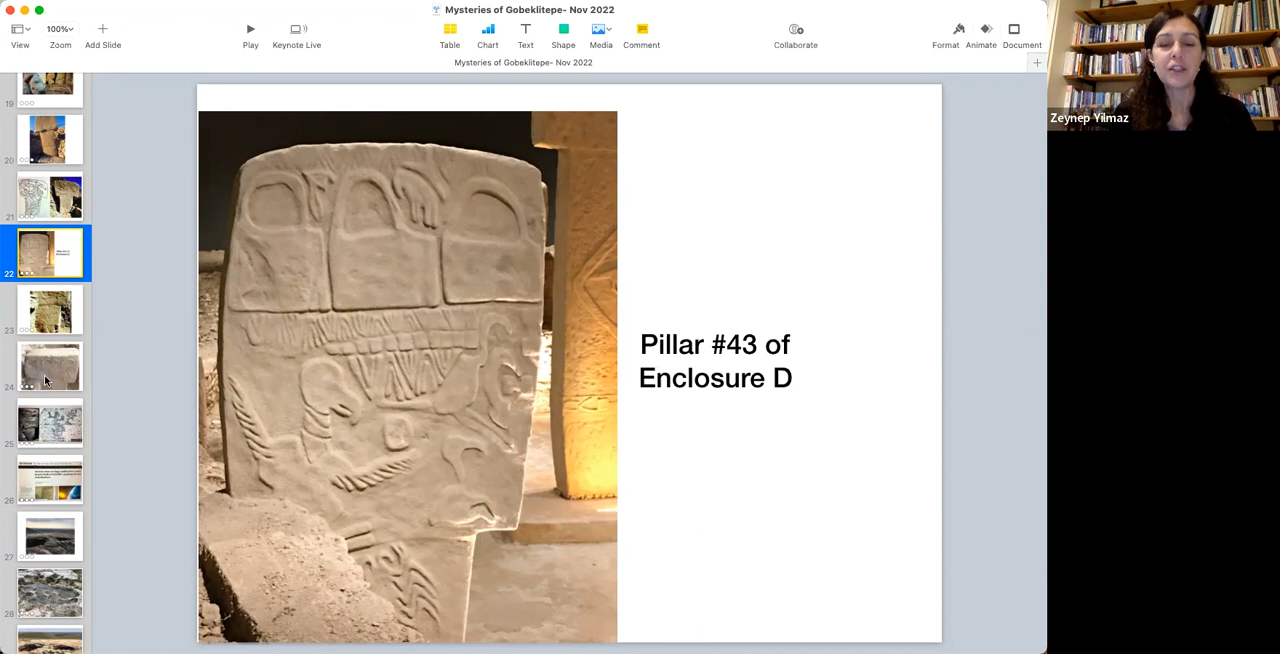 Mysteries of Gobeklitepe- Nov 2022
100%
View
Zoom
Add Slide
Play
Keynote Live
Table
Chart
Text
Shape
Media
Comment
Collaborate
Format
Animate
Document
Mysteries of Gobeklitepe- Nov 2022
Zeynep Yilmaz
19
20
21
22
23
24
25
26
27
28
Pillar #43 of
Enclosure D